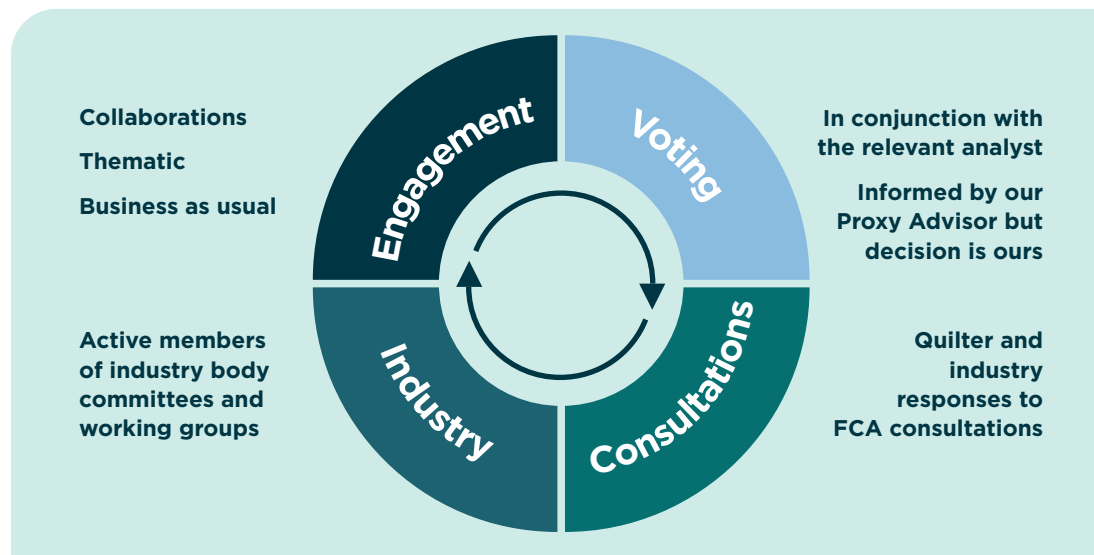 Collaborations
Thematic
Business as usual
Engagement
Voting
In conjunction with
the relevant analyst
Informed by our
Proxy Advisor but
decision is ours
Active members
of industry body
committees and
working groups
Industry
Consultations
Quilter and
industry
responses to
FCA consultations